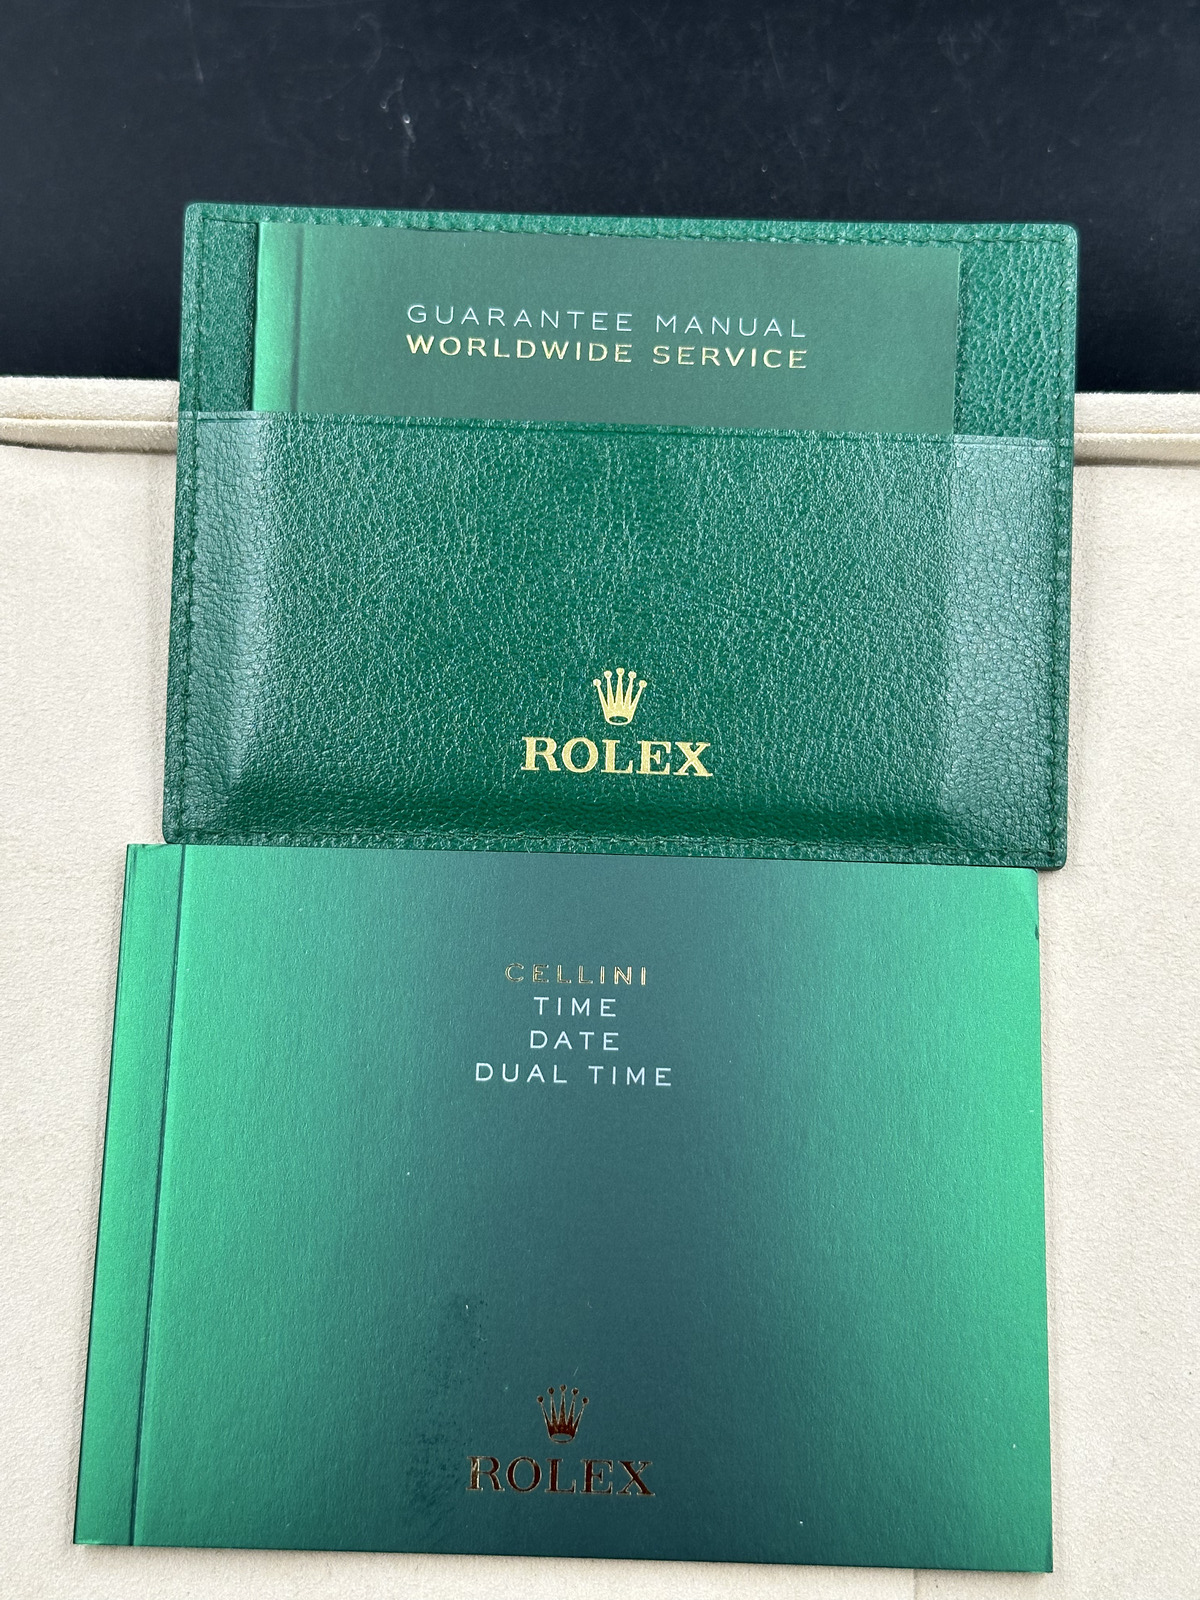 GUARANTEE MANUAL
WORLDWIDE SERVICE
ROLEX
CELLINI
TIME
DATE
DUAL TIME
ROLEX